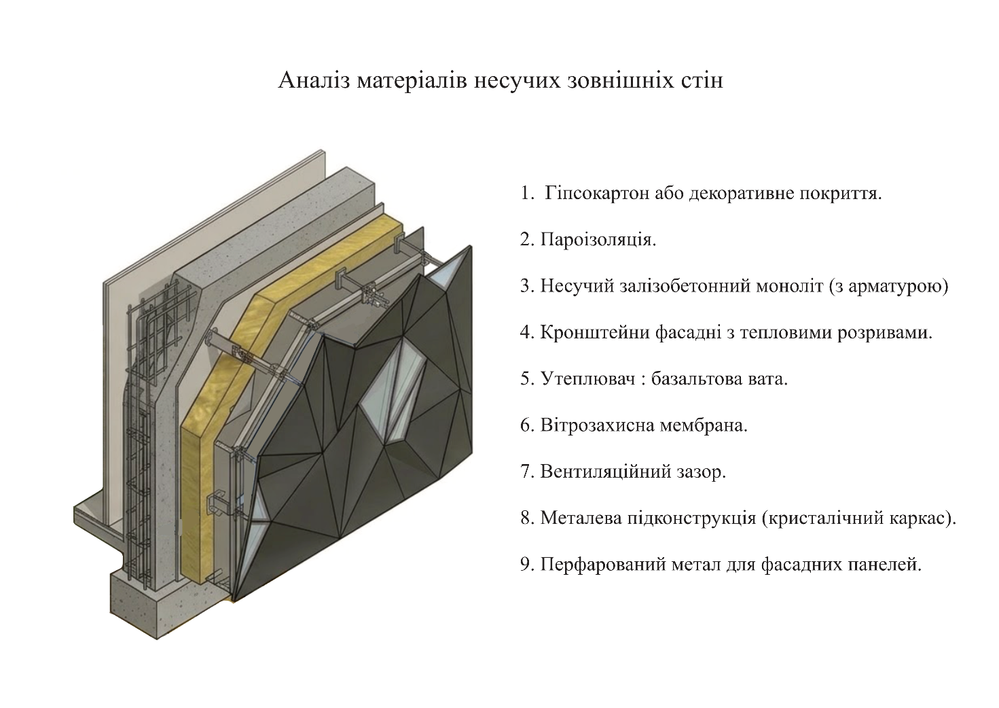 Аналіз матеріалів несучих зовнішніх стін
1. Гіпсокартон або декоративне покриття.
2. Пароізоляція.
3. Несучий залізобетонний моноліт (з арматурою)
4. Кронштейни фасадні з тепловими розривами.
5. Утеплювач : базальтова вата.
6. Вітрозахисна мембрана.
7. Вентиляційний зазор.
8. Металева підконструкція (кристалічний каркас).
9. Перфарований метал для фасадних панелей.